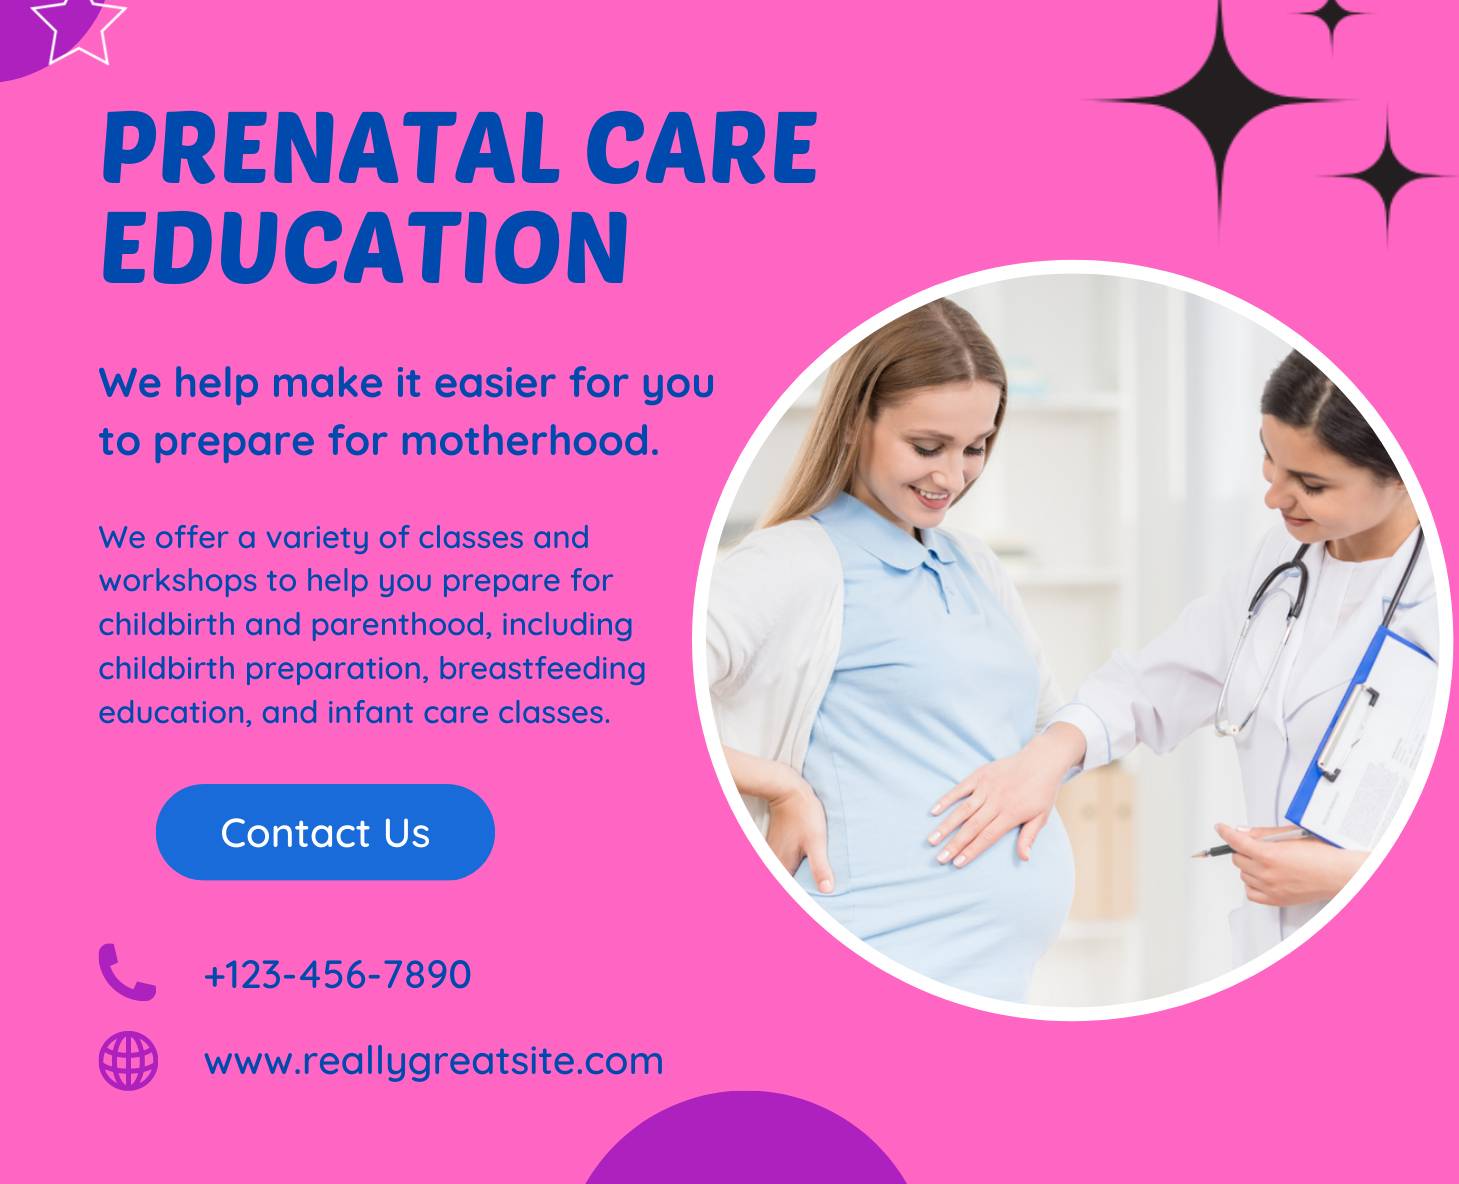 PRENATAL CARE
EDUCATION
We help make it easier for you
to prepare for motherhood.
We offer a variety of classes and
workshops to help you prepare for
childbirth and parenthood, including
childbirth preparation, breastfeeding
education, and infant care classes.
Contact Us
+123-456-7890
www.reallygreatsite.com